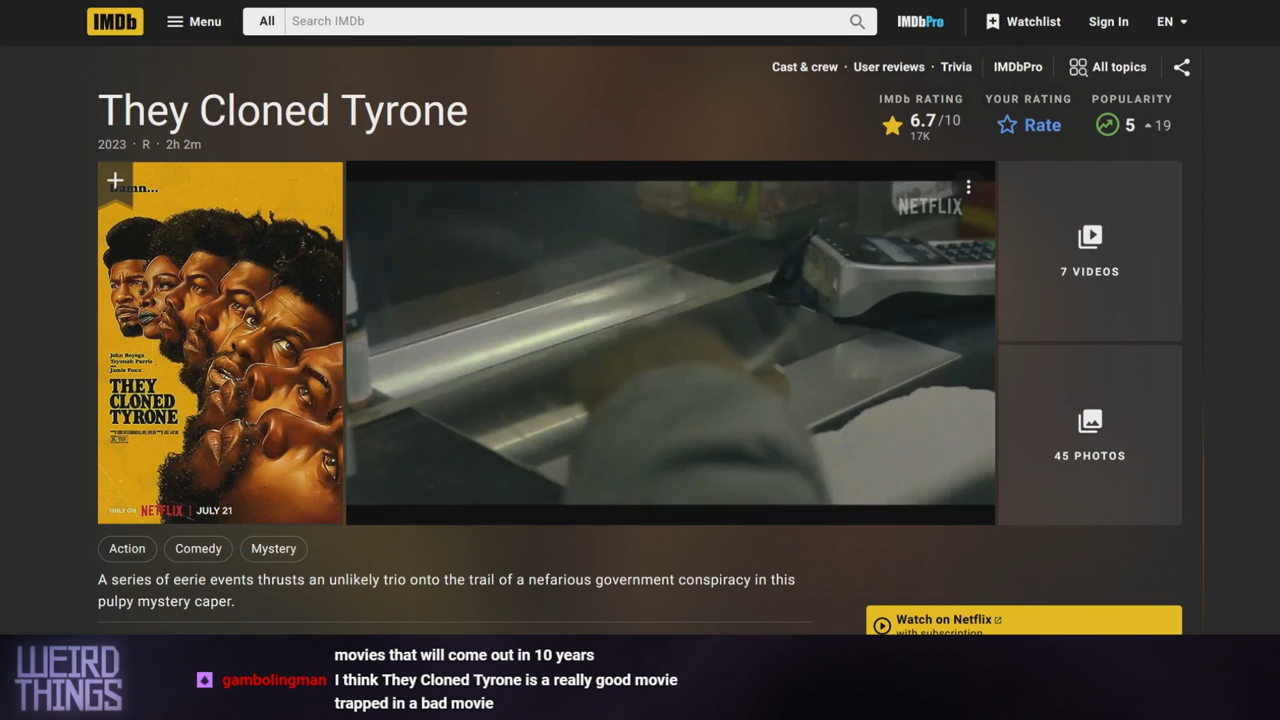 IMDb Menu All Search IMDb IMDbPro Watchlist Sign In EN
Cast & crew · User reviews · Trivia IMDbPro All topics
They Cloned Tyrone
2023 · R · 2h 2m
IMDb RATING YOUR RATING POPULARITY
6.7/10 Rate 5 19
17K
Damn...
John Boyega
Teyonah Parris
Jamie Foxx
THEY
CLONED
TYRONE
ONLY ON NETFLIX | JULY 21
NETFLIX
7 VIDEOS
45 PHOTOS
Action Comedy Mystery
A series of eerie events thrusts an unlikely trio onto the trail of a nefarious government conspiracy in this
pulpy mystery caper.
Watch on Netflix
with subscription
WEIRD
THINGS
movies that will come out in 10 years
gambolingman I think They Cloned Tyrone is a really good movie
trapped in a bad movie